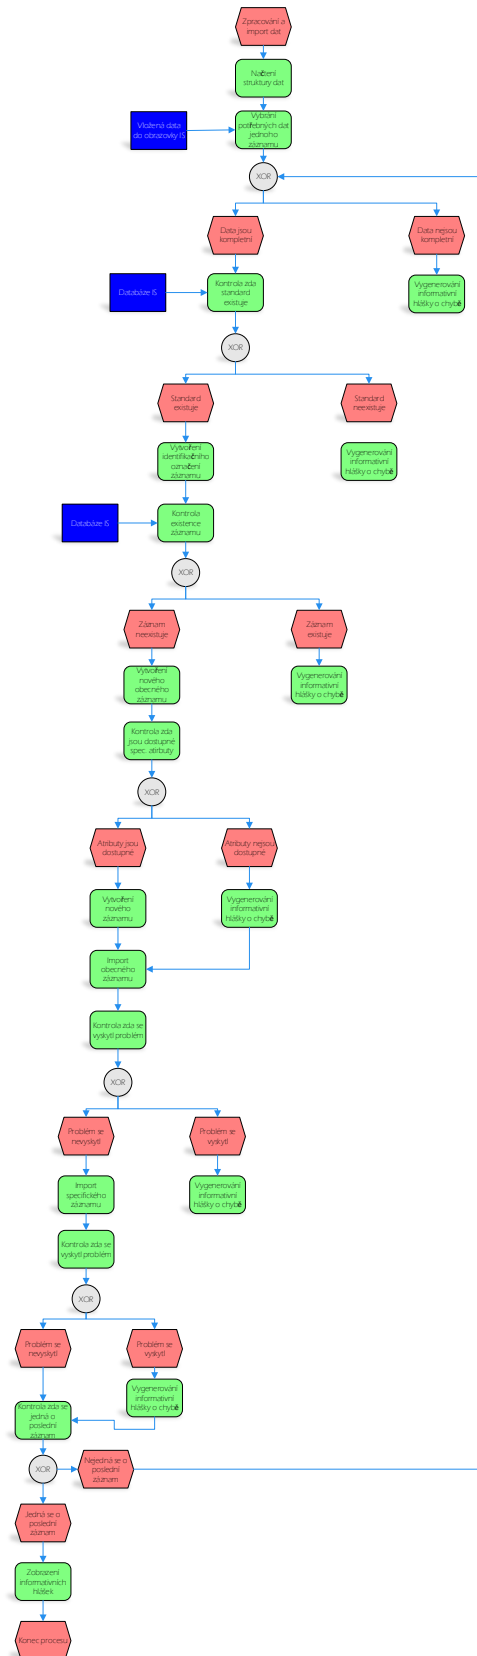 Zpracování a
import dat
Načtení
struktury dat
Vložená data
do obrazovky IS
Vybrání
potřebných dat
jednoho
záznamu
XOR
Data jsou
kompletní
Data nejsou
kompletní
Databáze IS
Kontrola zda
standard
existuje
Vygenerování
informativní
hlášky o chybě
XOR
Standard
existuje
Standard
neexistuje
Vytvoření
identifikačního
označení
záznamu
Vygenerování
informativní
hlášky o chybě
Databáze IS
Kontrola
existence
záznamu
XOR
Záznam
neexistuje
Záznam
existuje
Vytvoření
nového
obecného
záznamu
Vygenerování
informativní
hlášky o chybě
Kontrola zda
jsou dostupné
spec. atirbuty
XOR
Atributy jsou
dostupné
Atributy nejsou
dostupné
Vytvoření
nového
záznamu
Vygenerování
informativní
hlášky o chybě
Import
obecného
záznamu
Kontrola zda se
vyskytl problém
XOR
Problém se
nevyskytl
Problém se
vyskytl
Import
specifického
záznamu
Vygenerování
informativní
hlášky o chybě
Kontrola zda se
vyskytl problém
XOR
Problém se
nevyskytl
Problém se
vyskytl
Vygenerování
informativní
hlášky o chybě
Kontrola zda se
jedná o
poslední
záznam
XOR
Nejedná se o
poslední
záznam
Jedná se o
poslední
záznam
Zobrazení
informativních
hlášek
Konec procesu